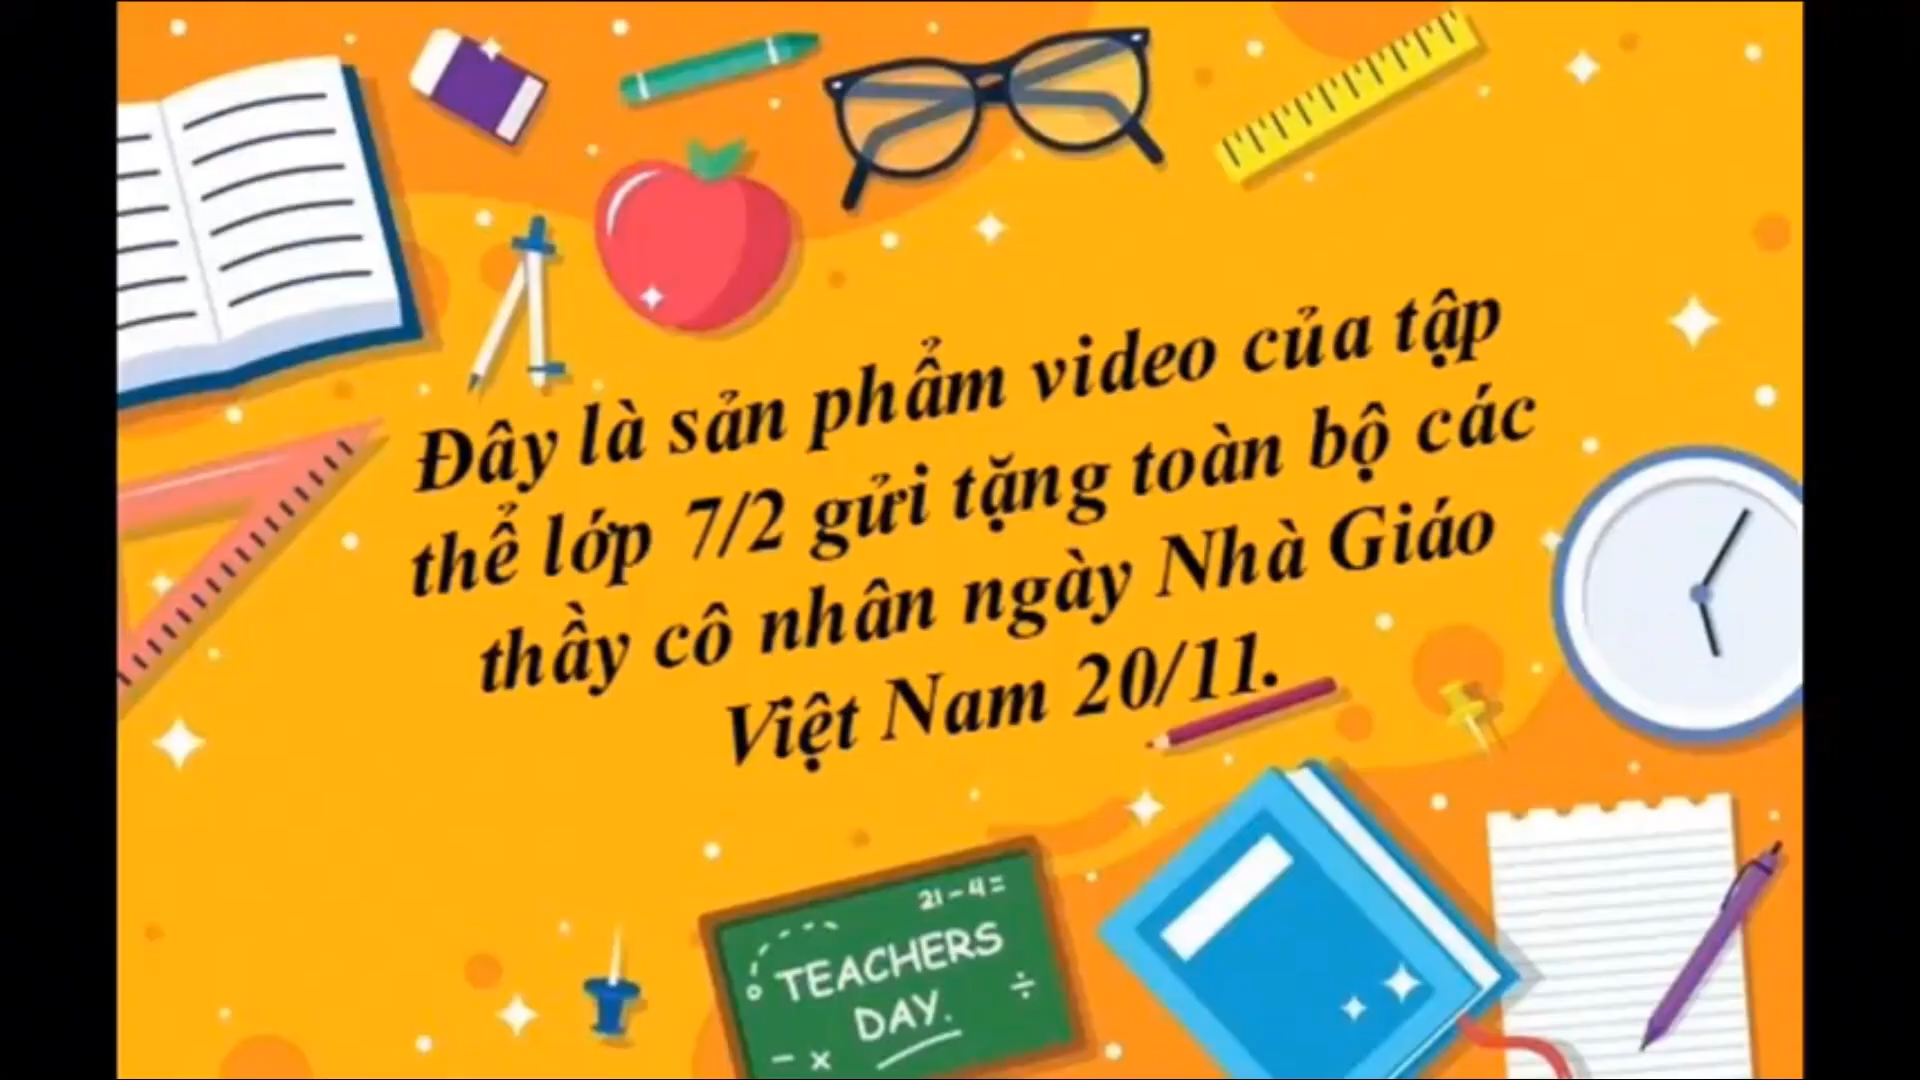 Đây là sản phẩm video của tập
thể lớp 7/2 gửi tặng toàn bộ các
thầy cô nhân ngày Nhà Giáo
Việt Nam 20/11.
21-4=
TEACHERS
DAY.
÷
- x